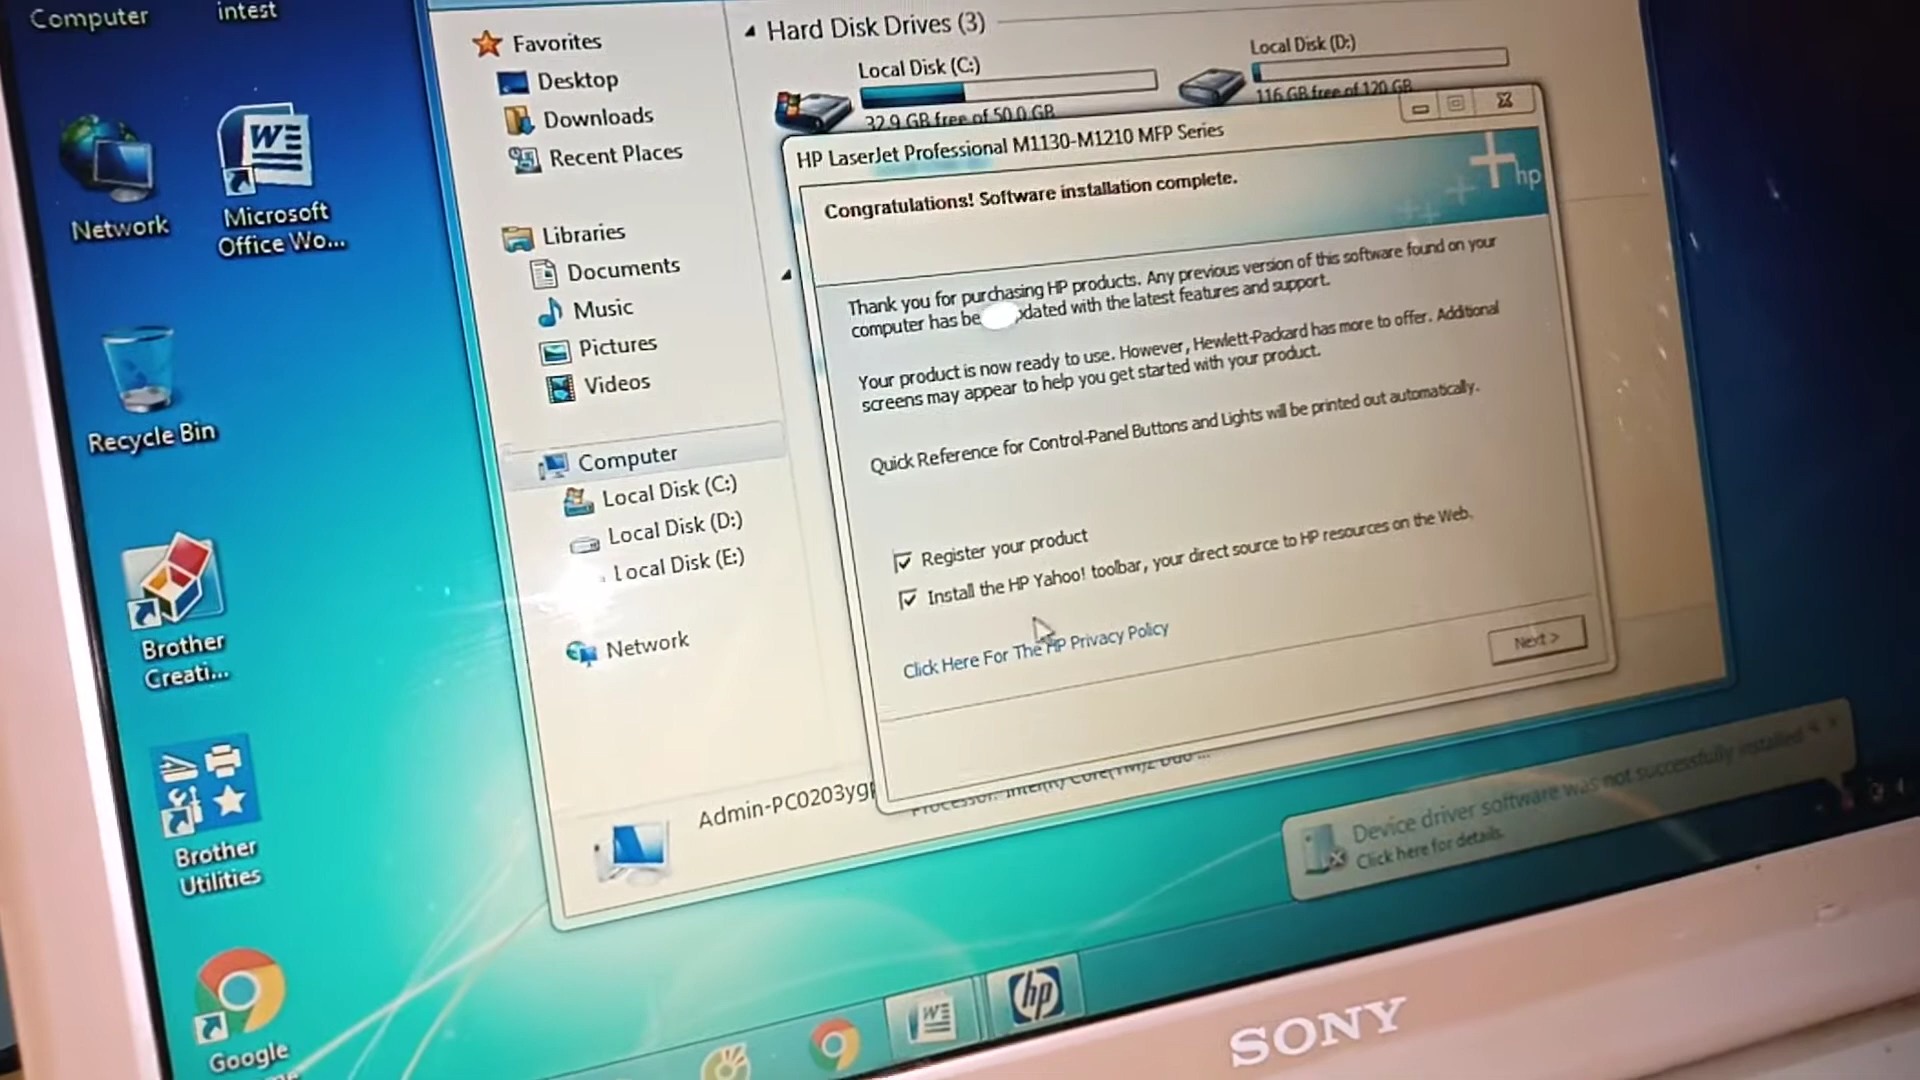 Computer
intest
Network
Microsoft
Office Wo...
Recycle Bin
Brother
Creati...
Brother
Utilities
Google
Favorites
Desktop
Downloads
Recent Places
Libraries
Documents
Music
Pictures
Videos
Computer
Local Disk (C:)
Local Disk (D:)
Local Disk (E:)
Network
Hard Disk Drives (3)
Local Disk (C:)
32.9 GB free of 50.0 GB
Local Disk (D:)
116 GB free of 120 GB
HP LaserJet Professional M1130-M1210 MFP Series
hp
Congratulations! Software installation complete.
Thank you for purchasing HP products. Any previous version of this software found on your
computer has be dated with the latest features and support.
Your product is now ready to use. However, Hewlett-Packard has more to offer. Additional
screens may appear to help you get started with your product.
Quick Reference for Control-Panel Buttons and Lights will be printed out automatically.
Register your product
Install the HP Yahoo! toolbar, your direct source to HP resources on the Web.
Click Here For The HP Privacy Policy
Next >
Admin-PC0203ygl
Processor: Intel(R) Core(TM)2 Duo ...
Device driver software was not successfully installed
Click here for details.
hp
SONY